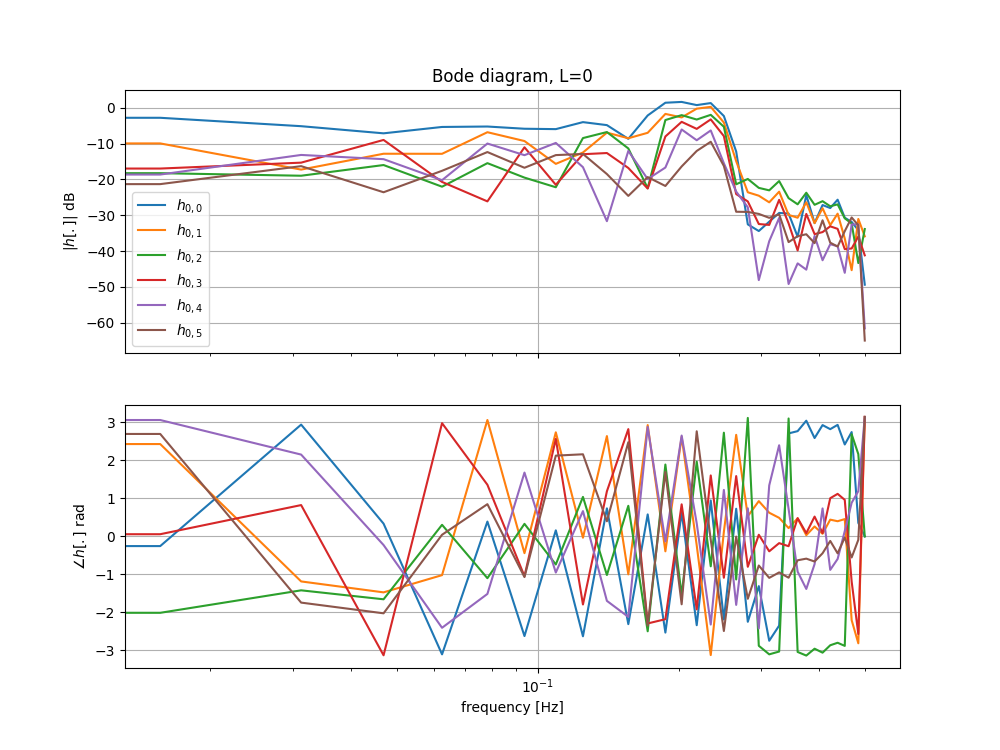 Bode diagram, L=0
|h[.]| dB
0
−10
−20
−30
−40
−50
−60
h0,0
h0,1
h0,2
h0,3
h0,4
h0,5
∠h[.] rad
3
2
1
0
−1
−2
−3
10−1
frequency [Hz]